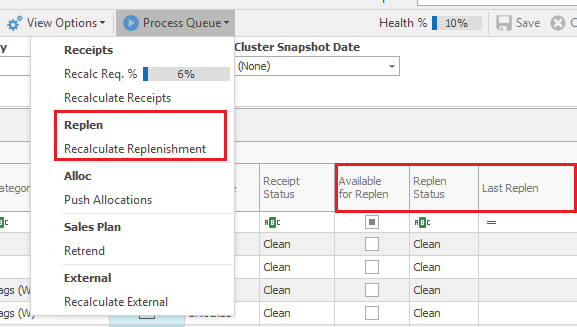 View Options
Process Queue
Health %
10%
Save
Receipts
Recalc Req. %
6%
Recalculate Receipts
Replen
Recalculate Replenishment
Alloc
Push Allocations
Sales Plan
Retrend
External
Recalculate External
Cluster Snapshot Date
(None)
Receipt
Status
Available
for Replen
Replen
Status
Last Replen
ABC
ABC
=
Clean
Clean
Clean
Clean
ags (W)
Clean
Clean
ags (W)
Clean
Clean